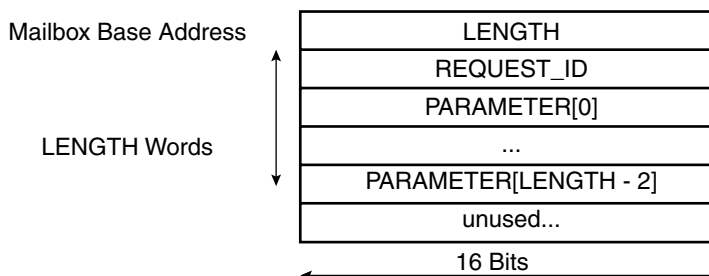 Mailbox Base Address LENGTH
REQUEST_ID
PARAMETER[0]
LENGTH Words ...
PARAMETER[LENGTH - 2]
unused...
16 Bits